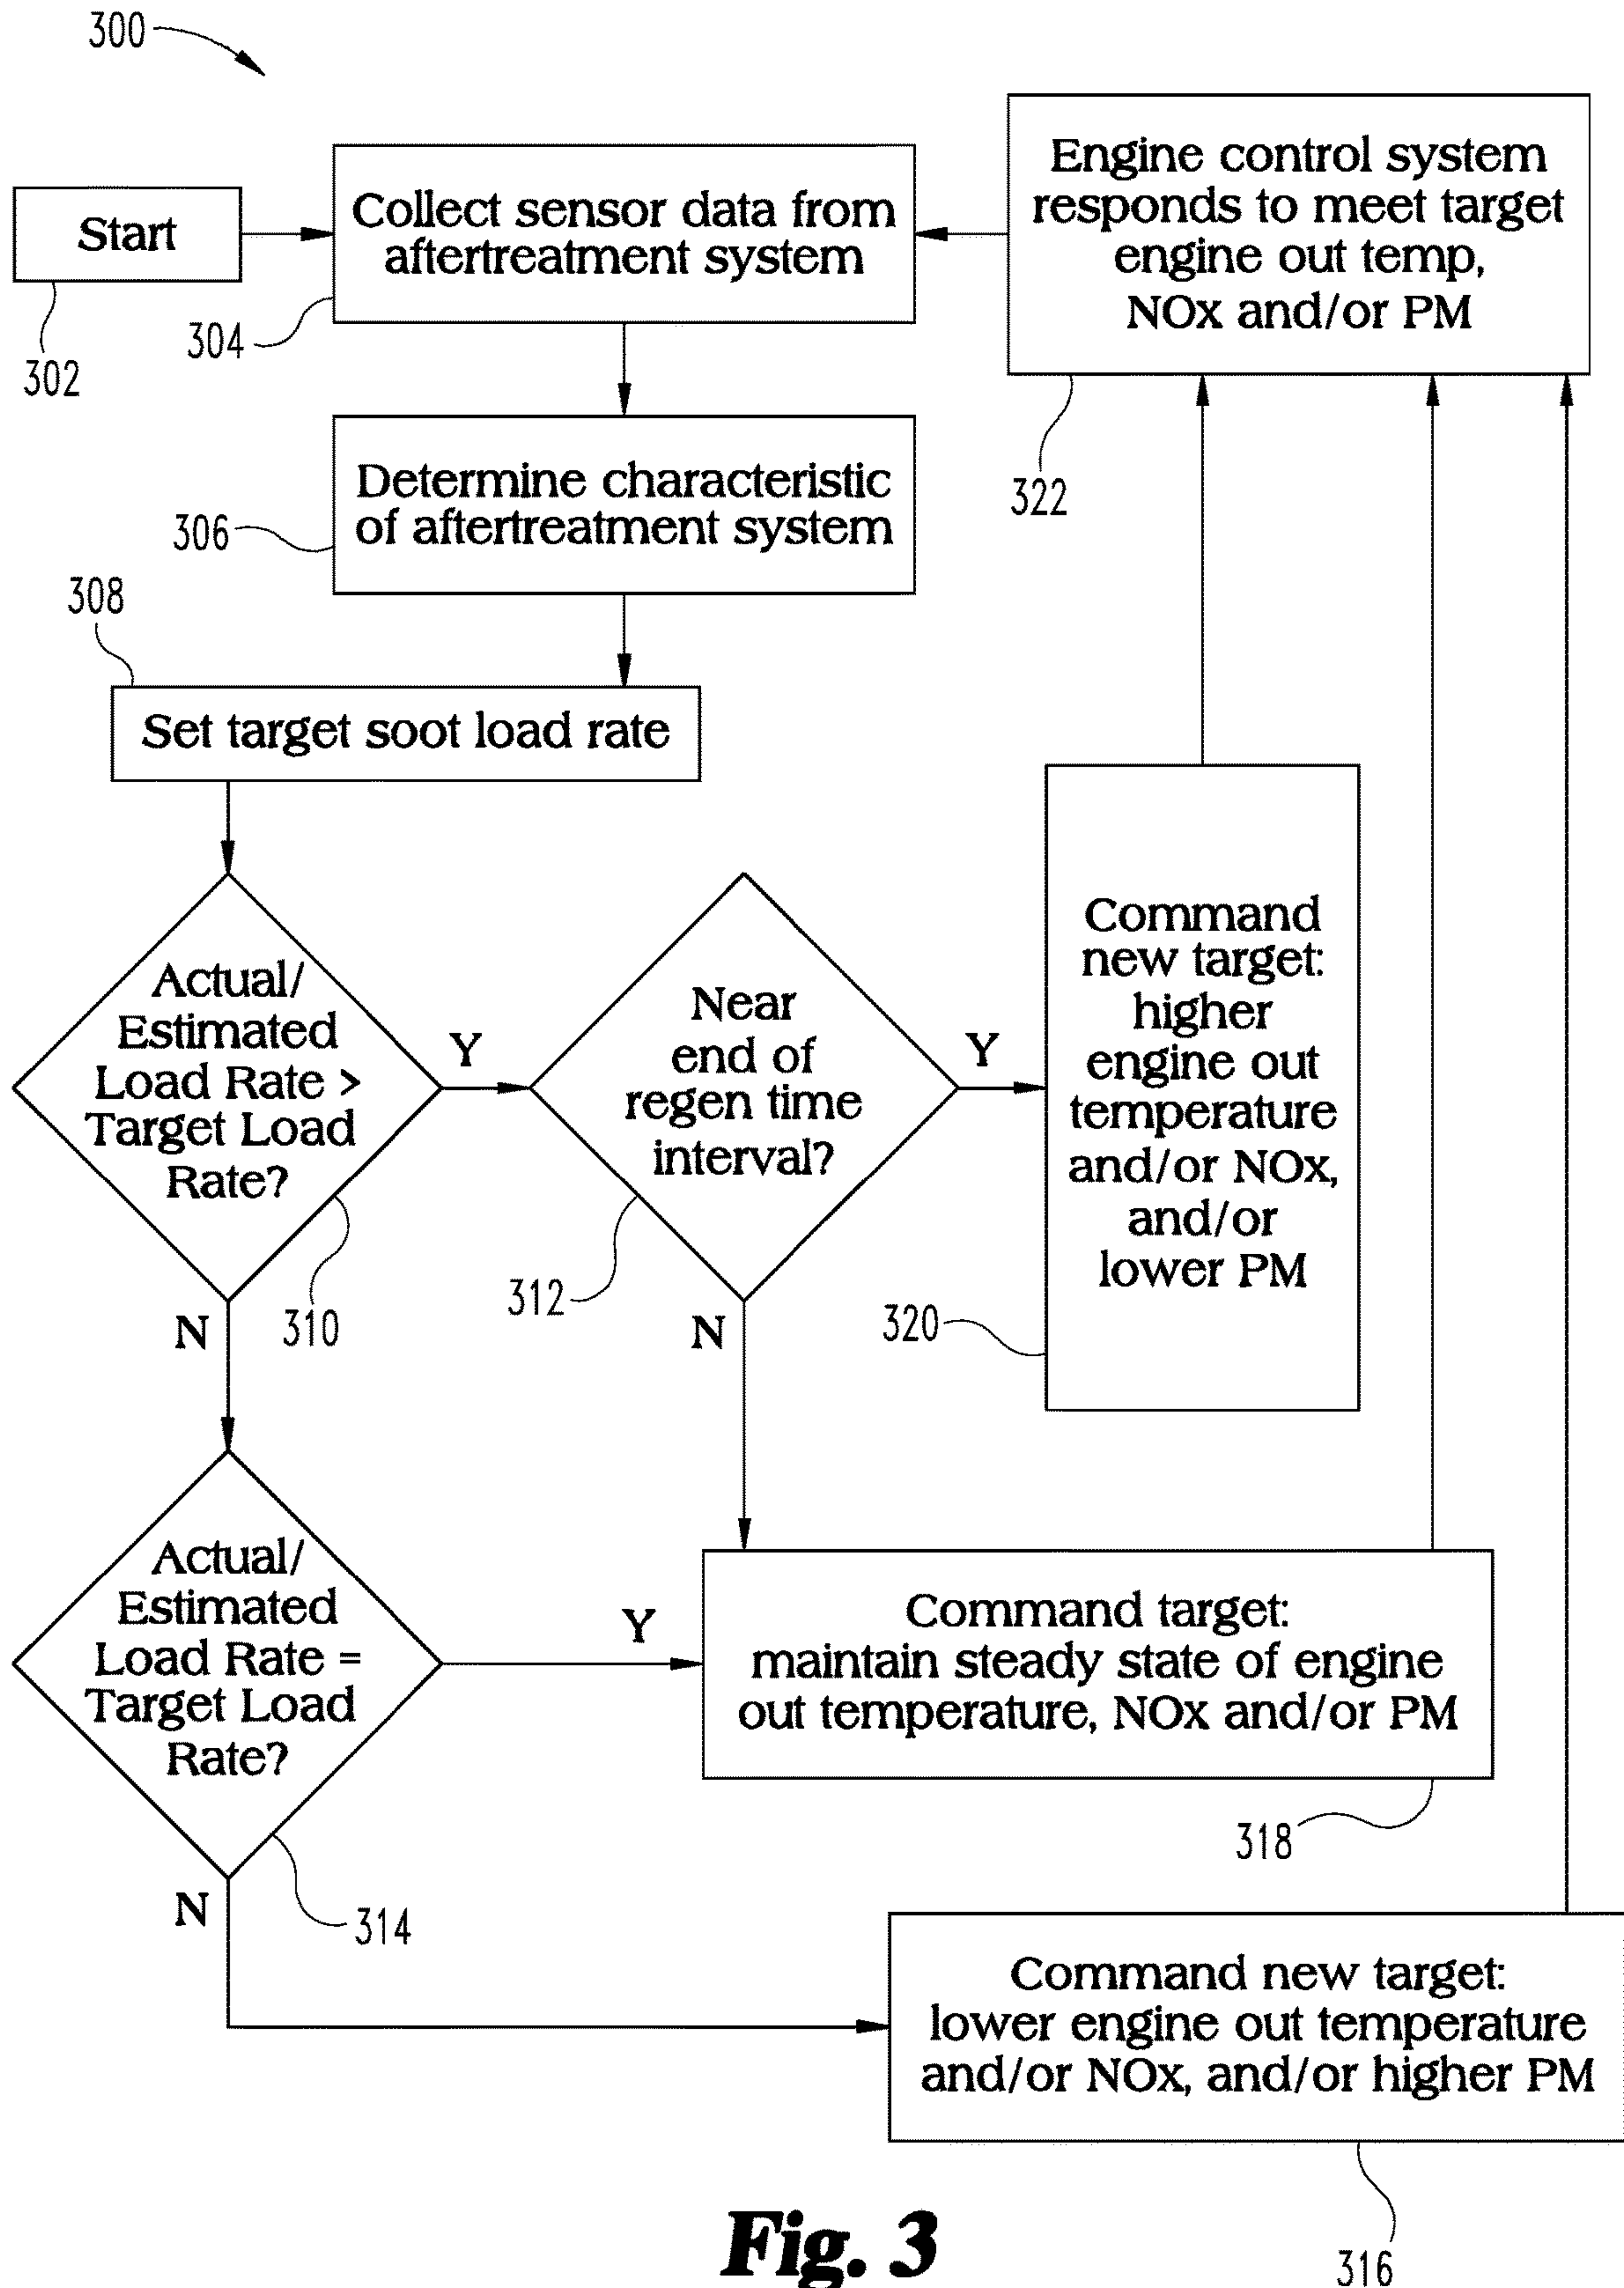 300
Start
302
Collect sensor data from
aftertreatment system
304
Engine control system
responds to meet target
engine out temp,
NOx and/or PM
322
Determine characteristic
of aftertreatment system
306
308
Set target soot load rate
Actual/
Estimated
Load Rate >
Target Load
Rate?
310
Y
N
Near
end of
regen time
interval?
312
Y
N
Command
new target:
higher
engine out
temperature
and/or NOx,
and/or
lower PM
320
Actual/
Estimated
Load Rate =
Target Load
Rate?
314
Y
N
Command target:
maintain steady state of engine
out temperature, NOx and/or PM
318
Command new target:
lower engine out temperature
and/or NOx, and/or higher PM
316
Fig. 3